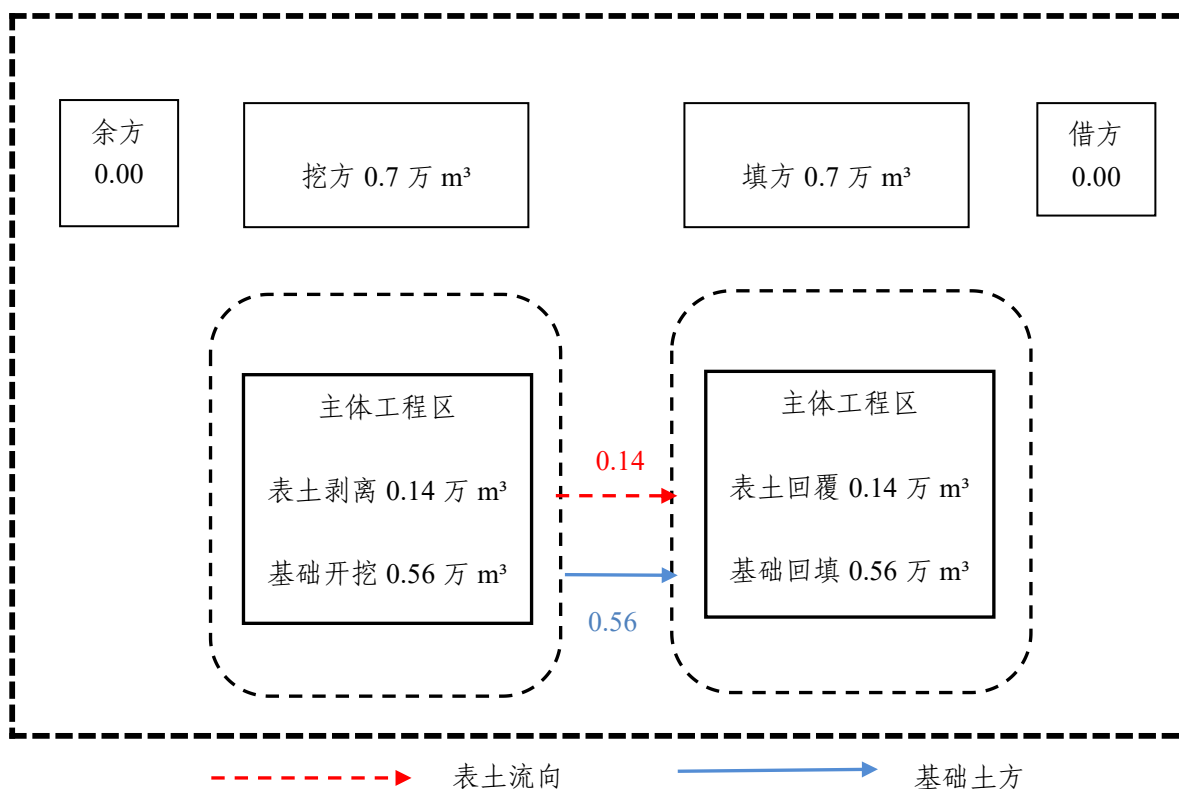 余方
0.00
挖方 0.7 万 m³
填方 0.7 万 m³
借方
0.00
主体工程区
表土剥离 0.14 万 m³
基础开挖 0.56 万 m³
0.14
0.56
主体工程区
表土回覆 0.14 万 m³
基础回填 0.56 万 m³
表土流向
基础土方